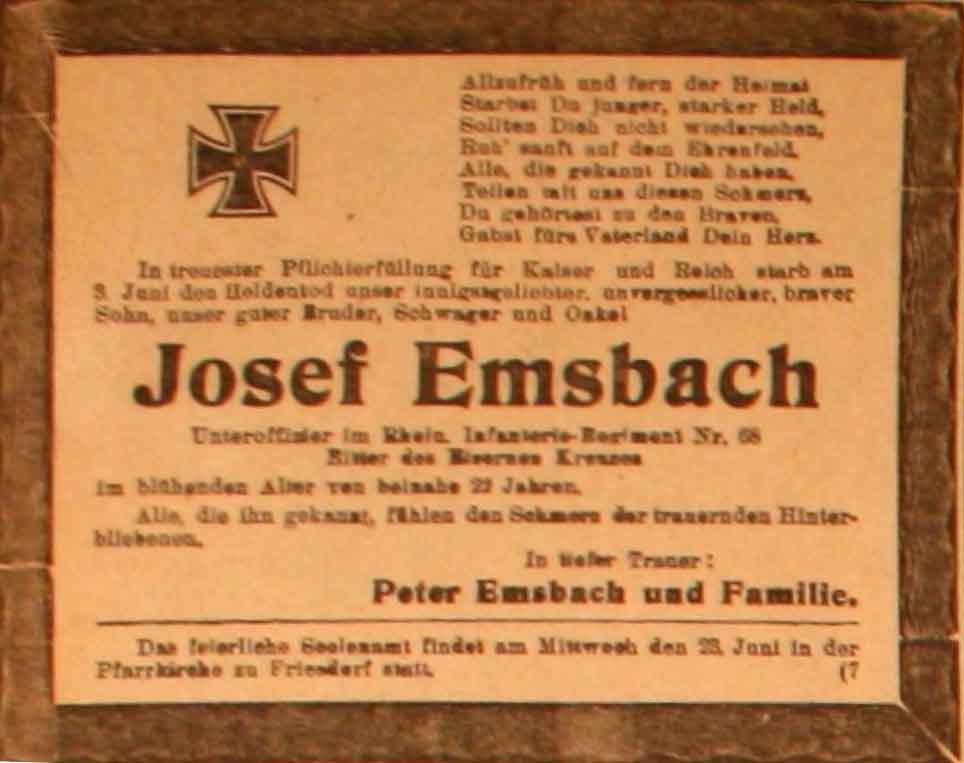 Allzufrüh und fern der Heimat
Starbst Du junger, starker Held,
Sollten Dich nicht wiedersehen,
Ruh' sanft auf dem Ehrenfeld.
Alle, die gekannt Dich haben,
Teilen mit uns diesen Schmerz,
Du gehörtest zu den Braven,
Gabst fürs Vaterland Dein Herz.
In treuester Pflichterfüllung für Kaiser und Reich starb am
3. Juni den Heldentod unser innigstgeliebter, unvergesslicher, braver
Sohn, unser guter Bruder, Schwager und Onkel
Josef Emsbach
Unteroffizier im Rhein. Infanterie-Regiment Nr. 68
Ritter des Eisernen Kreuzes
im blühenden Alter von beinahe 22 Jahren.
Alle, die ihn gekannt, fühlen den Schmerz der trauernden Hinter-
bliebenen.
In tiefer Trauer:
Peter Emsbach und Familie.
Das feierliche Seelenamt findet am Mittwoch den 23. Juni in der
Pfarrkirche zu Friesdorf statt. (7